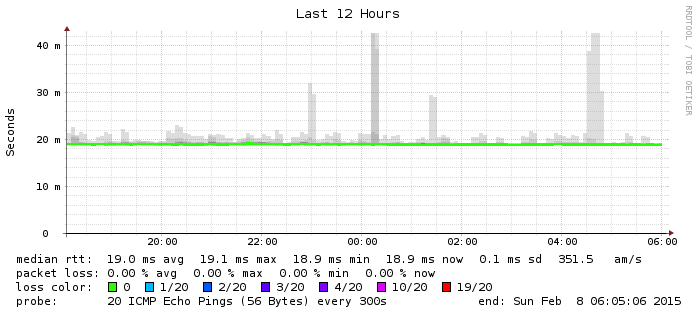 Last 12 Hours
RRDTOOL / TOBI OETIKER
Seconds
40 m
30 m
20 m
10 m
0
20:00 22:00 00:00 02:00 04:00 06:00
median rtt: 19.0 ms avg 19.1 ms max 18.9 ms min 18.9 ms now 0.1 ms sd 351.5 am/s
packet loss: 0.00 % avg 0.00 % max 0.00 % min 0.00 % now
loss color: 0 1/20 2/20 3/20 4/20 10/20 19/20
probe: 20 ICMP Echo Pings (56 Bytes) every 300s end: Sun Feb 8 06:05:06 2015